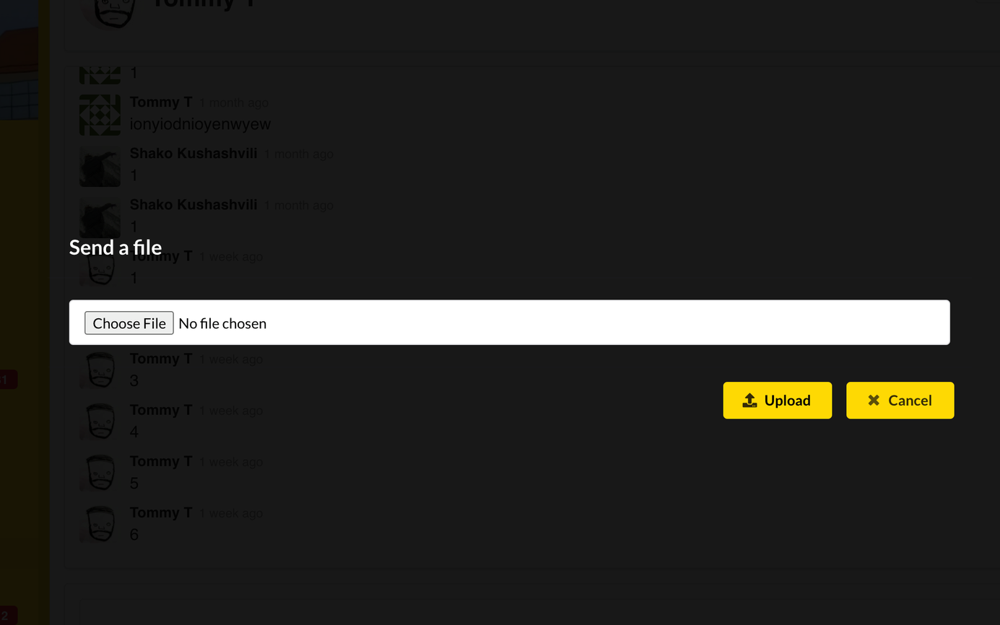 Tommy T
1
Tommy T 1 month ago
ionyiodnioyenwyew
Shako Kushashvili 1 month ago
1
Shako Kushashvili 1 month ago
1
Send a file
Tommy T 1 week ago
1
Choose File No file chosen
Tommy T 1 week ago
3
Tommy T 1 week ago
4
Upload Cancel
Tommy T 1 week ago
5
Tommy T 1 week ago
6
2